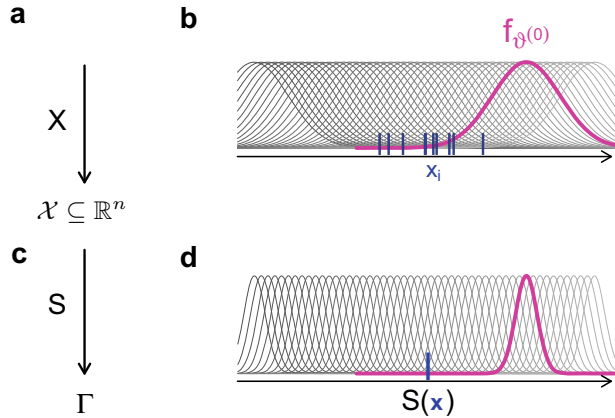 a
b
f_ϑ(0)
X
x_i
𝒳 ⊆ ℝ^n
c
d
S
S(x)
Γ